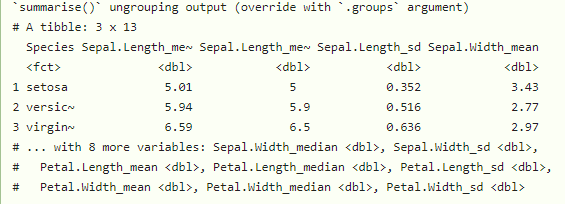 `summarise()` ungrouping output (override with `.groups` argument)
# A tibble: 3 x 13
Species Sepal.Length_me~ Sepal.Length_me~ Sepal.Length_sd Sepal.Width_mean
<fct> <dbl> <dbl> <dbl> <dbl>
1 setosa 5.01 5 0.352 3.43
2 versic~ 5.94 5.9 0.516 2.77
3 virgin~ 6.59 6.5 0.636 2.97
# ... with 8 more variables: Sepal.Width_median <dbl>, Sepal.Width_sd <dbl>,
# Petal.Length_mean <dbl>, Petal.Length_median <dbl>, Petal.Length_sd <dbl>,
# Petal.Width_mean <dbl>, Petal.Width_median <dbl>, Petal.Width_sd <dbl>